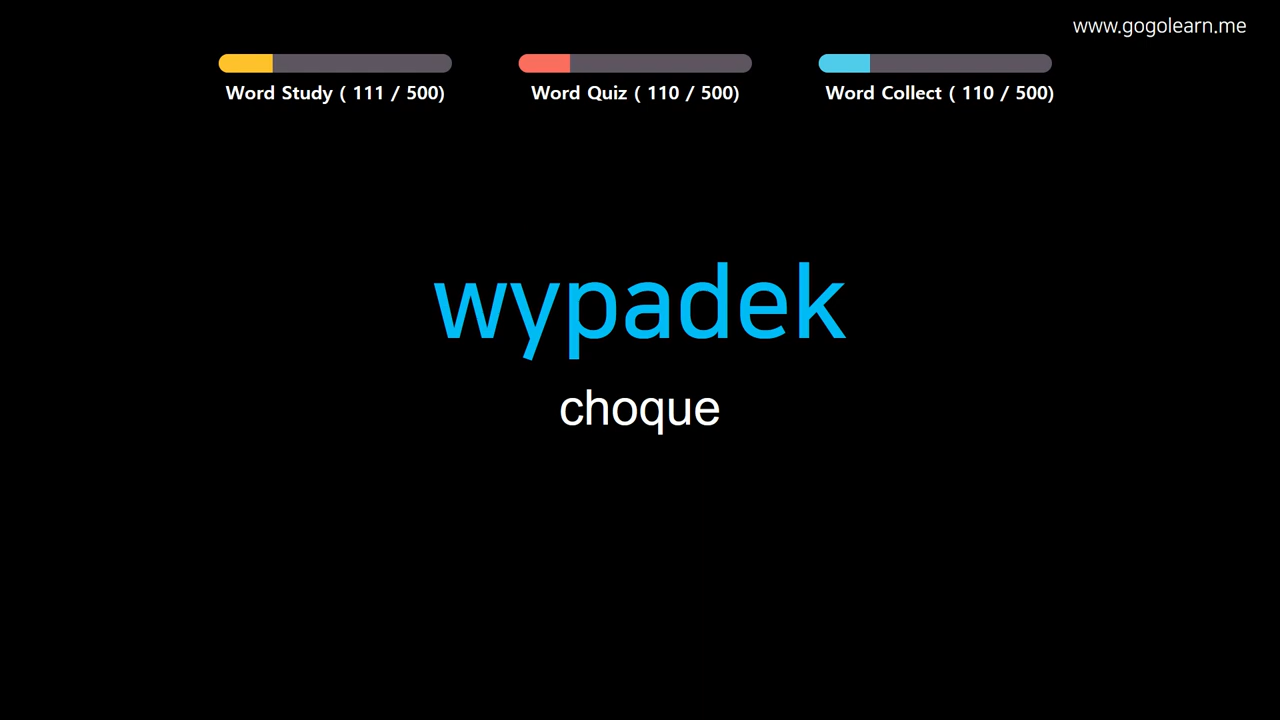 www.gogolearn.me
Word Study ( 111 / 500)
Word Quiz ( 110 / 500)
Word Collect ( 110 / 500)
wypadek
choque